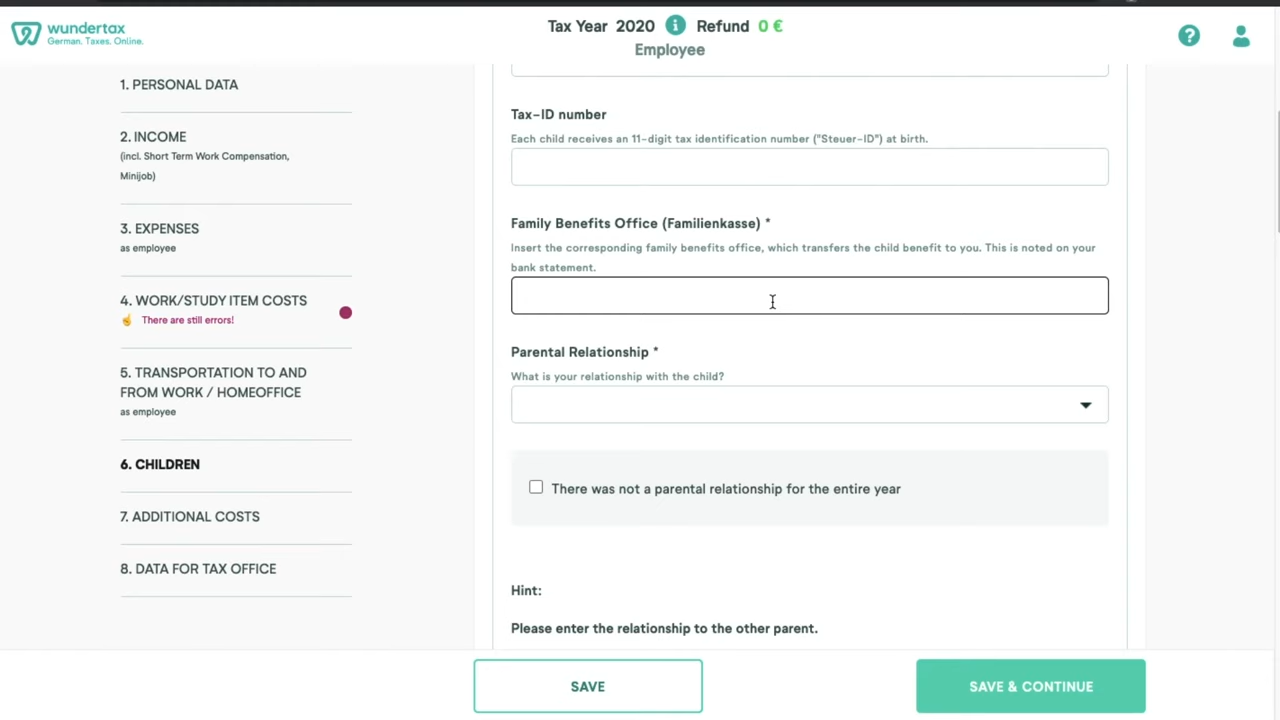 wundertax
German. Taxes. Online.
Tax Year 2020 i Refund 0 €
Employee
?
1. PERSONAL DATA
2. INCOME
(incl. Short Term Work Compensation,
Minijob)
3. EXPENSES
as employee
4. WORK/STUDY ITEM COSTS
There are still errors!
5. TRANSPORTATION TO AND
FROM WORK / HOMEOFFICE
as employee
6. CHILDREN
7. ADDITIONAL COSTS
8. DATA FOR TAX OFFICE
Tax-ID number
Each child receives an 11-digit tax identification number ("Steuer-ID") at birth.
Family Benefits Office (Familienkasse) *
Insert the corresponding family benefits office, which transfers the child benefit to you. This is noted on your
bank statement.
Parental Relationship *
What is your relationship with the child?
There was not a parental relationship for the entire year
Hint:
Please enter the relationship to the other parent.
SAVE
SAVE & CONTINUE